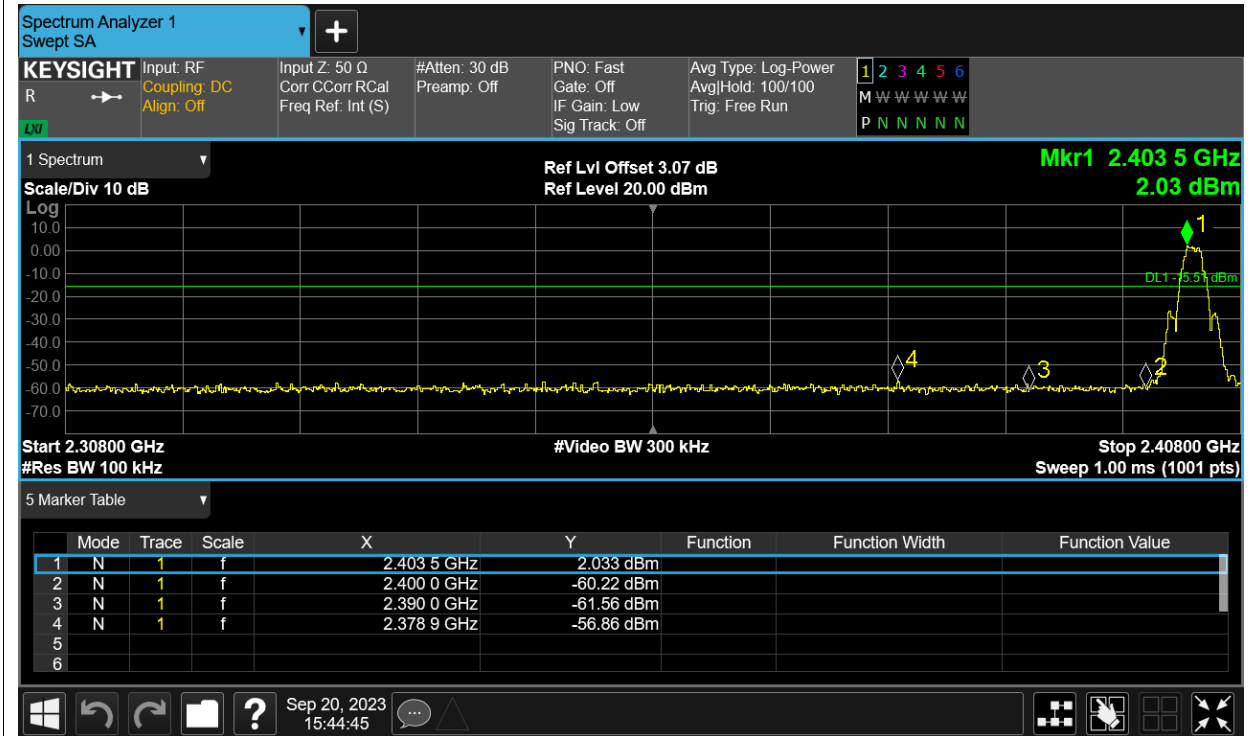 Spectrum Analyzer 1
Swept SA
KEYSIGHT
R
LXI
Input: RF
Coupling: DC
Align: Off
Input Z: 50 Ω
Corr CCorr RCal
Freq Ref: Int (S)
#Atten: 30 dB
Preamp: Off
PNO: Fast
Gate: Off
IF Gain: Low
Sig Track: Off
Avg Type: Log-Power
Avg|Hold: 100/100
Trig: Free Run
1 2 3 4 5 6
M W W W W W W
P N N N N N N
1 Spectrum
Scale/Div 10 dB
Ref Lvl Offset 3.07 dB
Ref Level 20.00 dBm
Mkr1 2.403 5 GHz
2.03 dBm
Log
10.0
0.00
-10.0
-20.0
-30.0
-40.0
-50.0
-60.0
-70.0
1
DL1 -15.51 dBm
4
3
2
Start 2.30800 GHz
#Res BW 100 kHz
#Video BW 300 kHz
Stop 2.40800 GHz
Sweep 1.00 ms (1001 pts)
5 Marker Table
Mode Trace Scale X Y Function Function Width Function Value
1 N 1 f 2.403 5 GHz 2.033 dBm
2 N 1 f 2.400 0 GHz -60.22 dBm
3 N 1 f 2.390 0 GHz -61.56 dBm
4 N 1 f 2.378 9 GHz -56.86 dBm
5
6
?
Sep 20, 2023
15:44:45